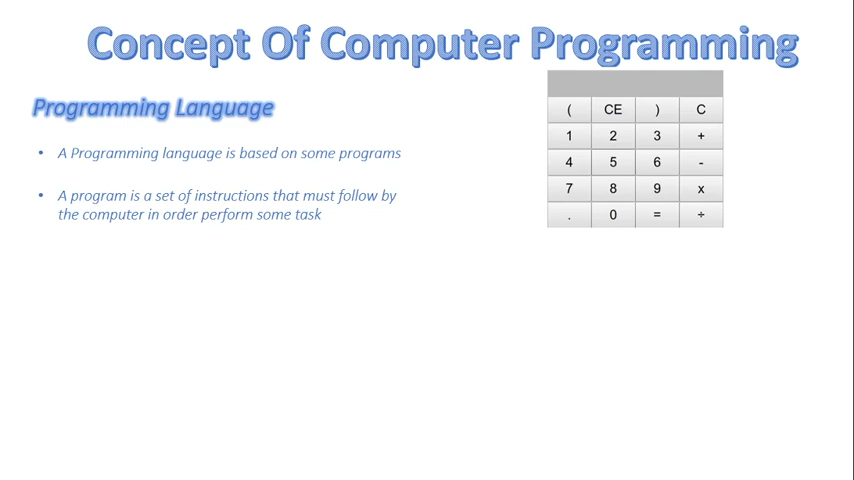 Concept Of Computer Programming
Programming Language
• A Programming language is based on some programs
• A program is a set of instructions that must follow by
the computer in order perform some task
( CE ) C
1 2 3 +
4 5 6 -
7 8 9 x
. 0 = ÷